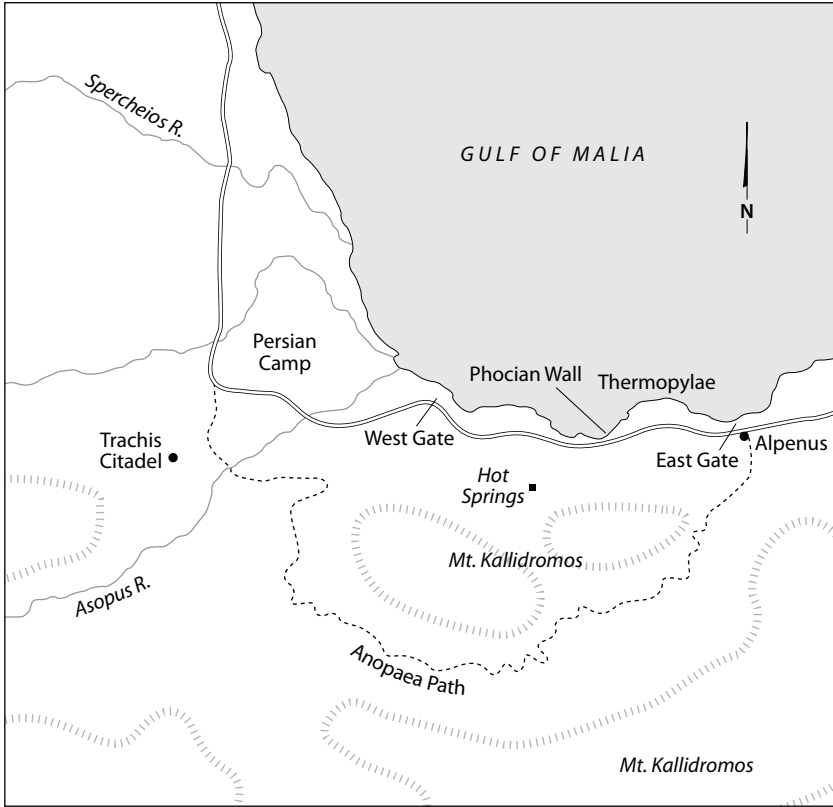 Spercheios R.
GULF OF MALIA
N
Persian
Camp
Phocian Wall
Thermopylae
West Gate
East Gate
Alpenus
Trachis
Citadel
Hot
Springs
Mt. Kallidromos
Asopus R.
Anopaea Path
Mt. Kallidromos